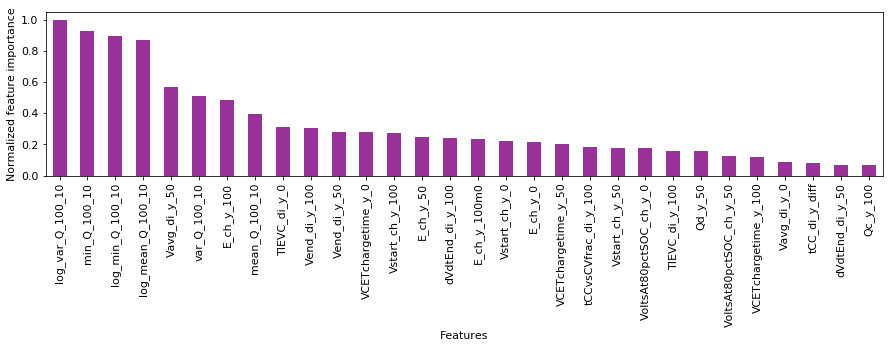 Normalized feature importance
1.0
0.8
0.6
0.4
0.2
0.0
log_var_Q_100_10
min_Q_100_10
log_min_Q_100_10
log_mean_Q_100_10
Vavg_di_y_50
var_Q_100_10
E_ch_y_100
mean_Q_100_10
TIEVC_di_y_0
Vend_di_y_100
Vend_di_y_50
VCETchargetime_y_0
Vstart_ch_y_100
E_ch_y_50
dVdtEnd_di_y_100
E_ch_y_100m0
Vstart_ch_y_0
E_ch_y_0
VCETchargetime_y_50
tCCvsCVfrac_di_y_100
Vstart_ch_y_50
VoltsAt80pctSOC_ch_y_0
TIEVC_di_y_100
Qd_y_50
VoltsAt80pctSOC_ch_y_50
VCETchargetime_y_100
Vavg_di_y_0
tCC_di_y_diff
dVdtEnd_di_y_50
Qc_y_100
Features